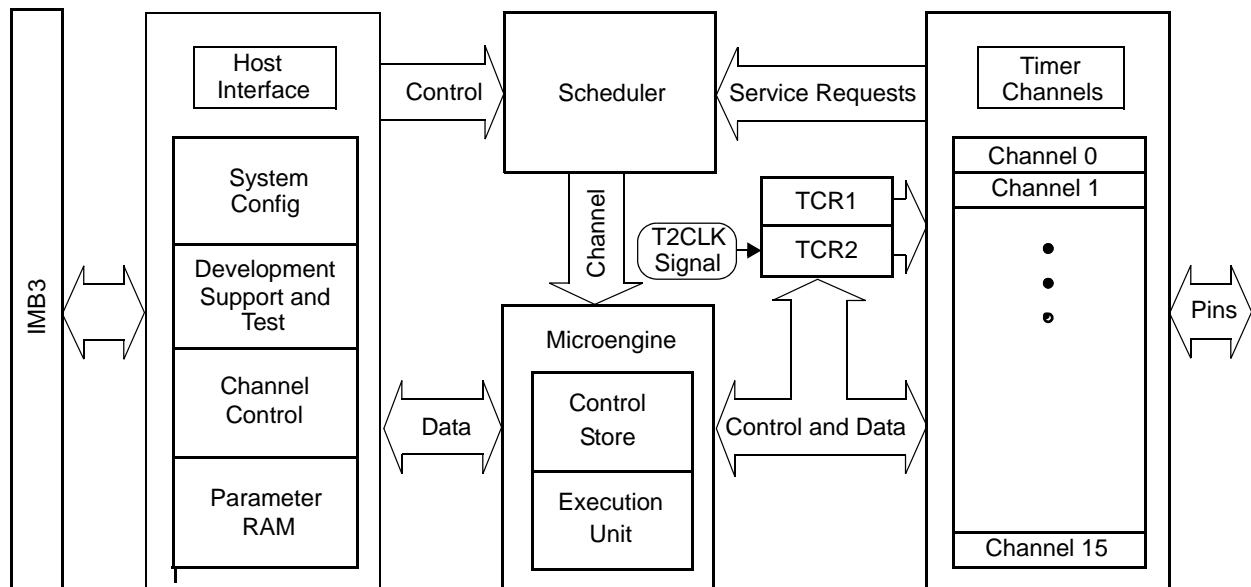 IMB3
Host
Interface
System
Config
Development
Support and
Test
Channel
Control
Parameter
RAM
Control
Data
Scheduler
Channel
Microengine
Control
Store
Execution
Unit
Service Requests
T2CLK
Signal
TCR1
TCR2
Control and Data
Timer
Channels
Channel 0
Channel 1
Channel 15
Pins